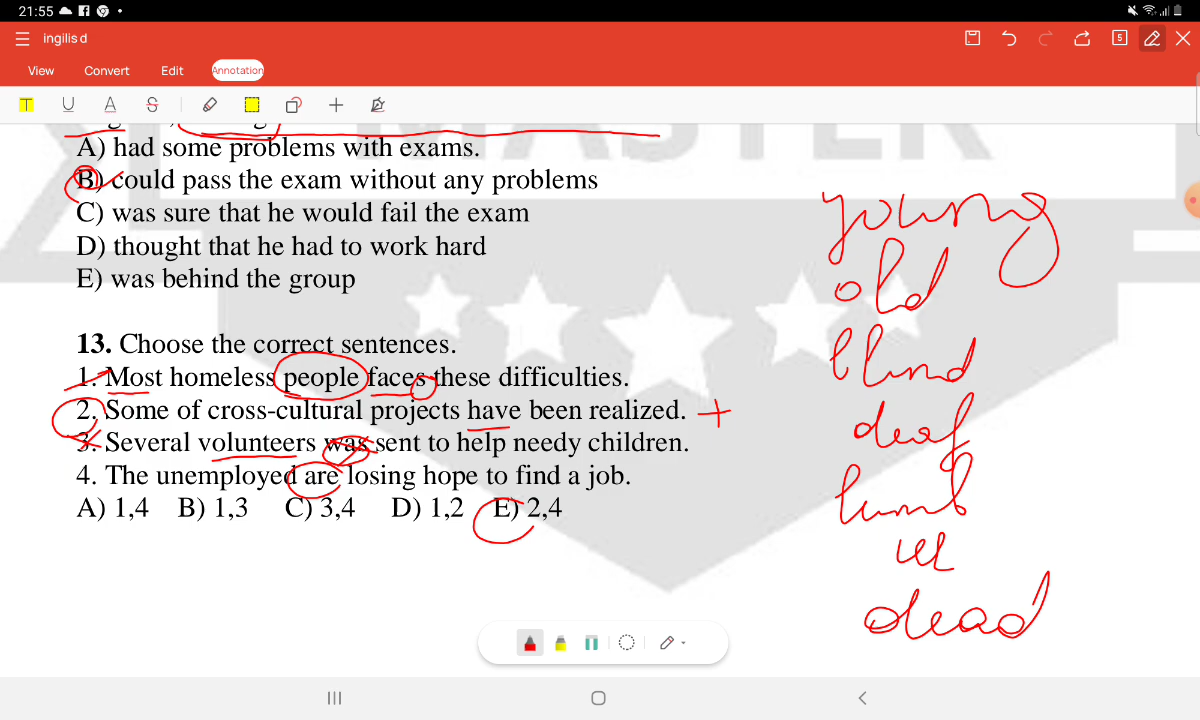 21:55
ingilis d
View Convert Edit Annotation
MASTER
A) had some problems with exams.
B) could pass the exam without any problems
C) was sure that he would fail the exam
D) thought that he had to work hard
E) was behind the group
13. Choose the correct sentences.
1. Most homeless people faces these difficulties.
2. Some of cross-cultural projects have been realized. +
3. Several volunteers was sent to help needy children.
4. The unemployed are losing hope to find a job.
A) 1,4 B) 1,3 C) 3,4 D) 1,2 E) 2,4
young
old
blind
deaf
dead